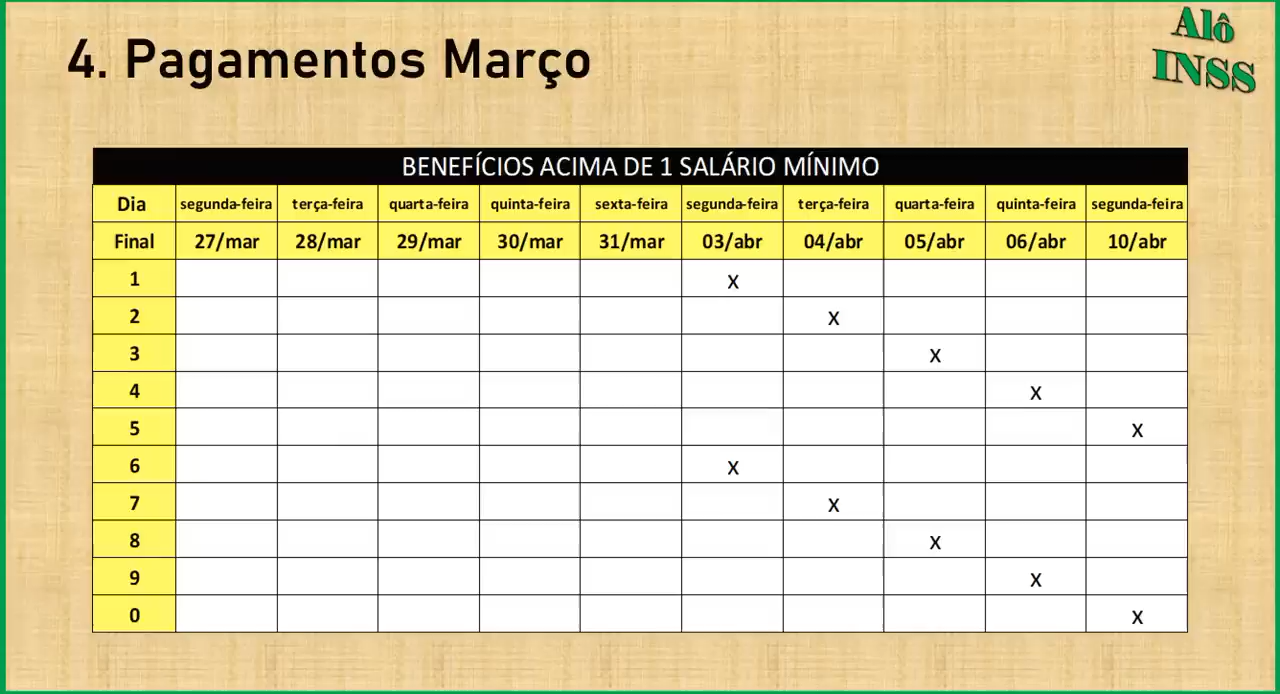 4. Pagamentos Março
Alô
INSS
BENEFÍCIOS ACIMA DE 1 SALÁRIO MÍNIMO
Dia segunda-feira terça-feira quarta-feira quinta-feira sexta-feira segunda-feira terça-feira quarta-feira quinta-feira segunda-feira
Final 27/mar 28/mar 29/mar 30/mar 31/mar 03/abr 04/abr 05/abr 06/abr 10/abr
1 x
2 x
3 x
4 x
5 x
6 x
7 x
8 x
9 x
0 x